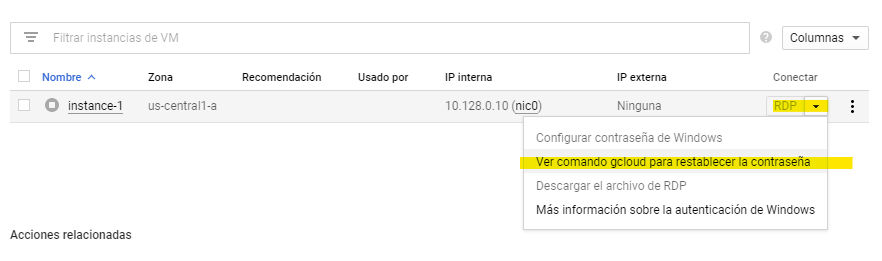 Filtrar instancias de VM
Columnas
Nombre Zona Recomendación Usado por IP interna IP externa Conectar
instance-1 us-central1-a 10.128.0.10 (nic0) Ninguna RDP
Configurar contraseña de Windows
Ver comando gcloud para restablecer la contraseña
Descargar el archivo de RDP
Más información sobre la autenticación de Windows
Acciones relacionadas